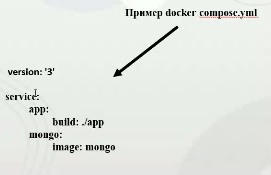 Пример docker compose.yml
version: '3'
service:
app:
build: ./app
mongo:
image: mongo